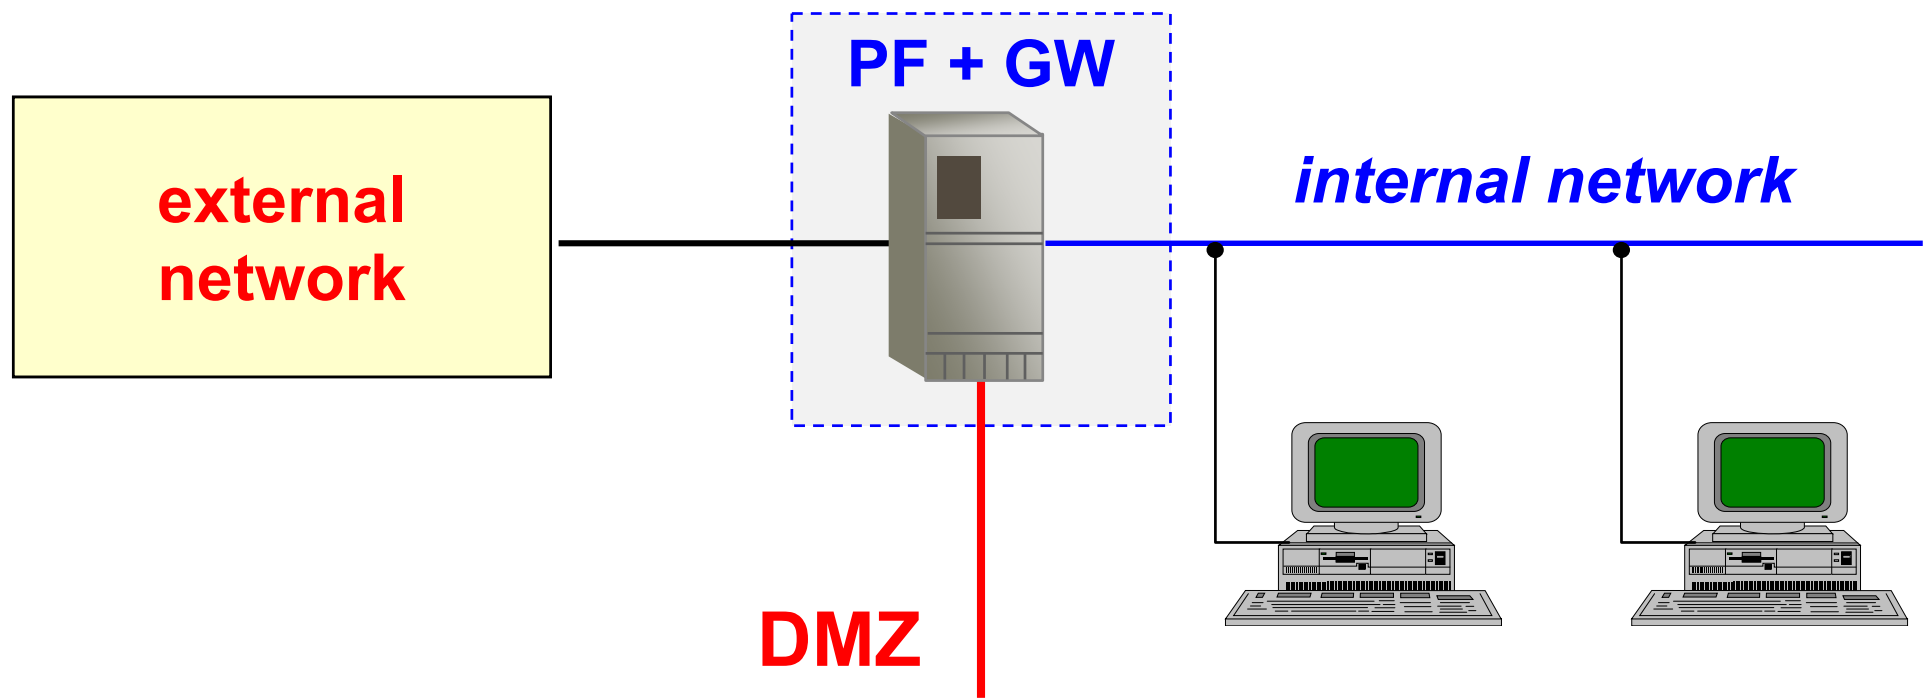 PF + GW
external
network
internal network
DMZ